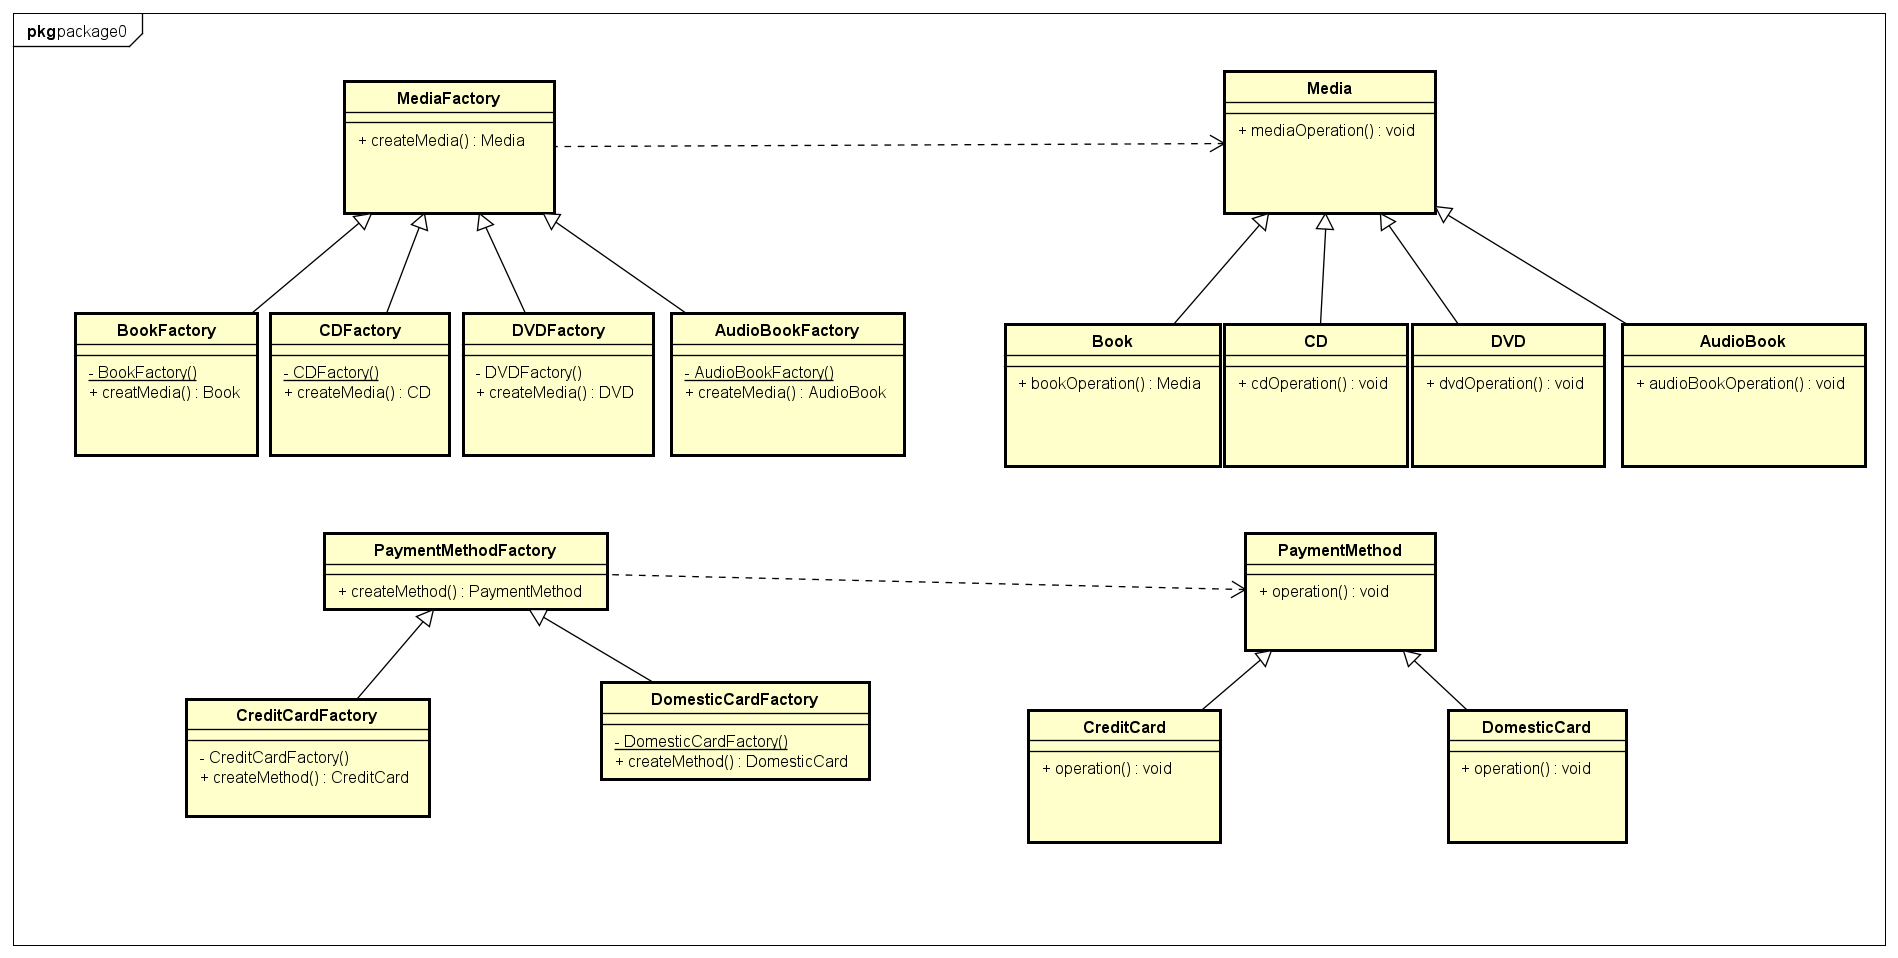 pkg package0
MediaFactory
+ createMedia() : Media
Media
+ mediaOperation() : void
BookFactory
- BookFactory()
+ creatMedia() : Book
CDFactory
- CDFactory()
+ createMedia() : CD
DVDFactory
- DVDFactory()
+ createMedia() : DVD
AudioBookFactory
- AudioBookFactory()
+ createMedia() : AudioBook
Book
+ bookOperation() : Media
CD
+ cdOperation() : void
DVD
+ dvdOperation() : void
AudioBook
+ audioBookOperation() : void
PaymentMethodFactory
+ createMethod() : PaymentMethod
PaymentMethod
+ operation() : void
CreditCardFactory
- CreditCardFactory()
+ createMethod() : CreditCard
DomesticCardFactory
- DomesticCardFactory()
+ createMethod() : DomesticCard
CreditCard
+ operation() : void
DomesticCard
+ operation() : void